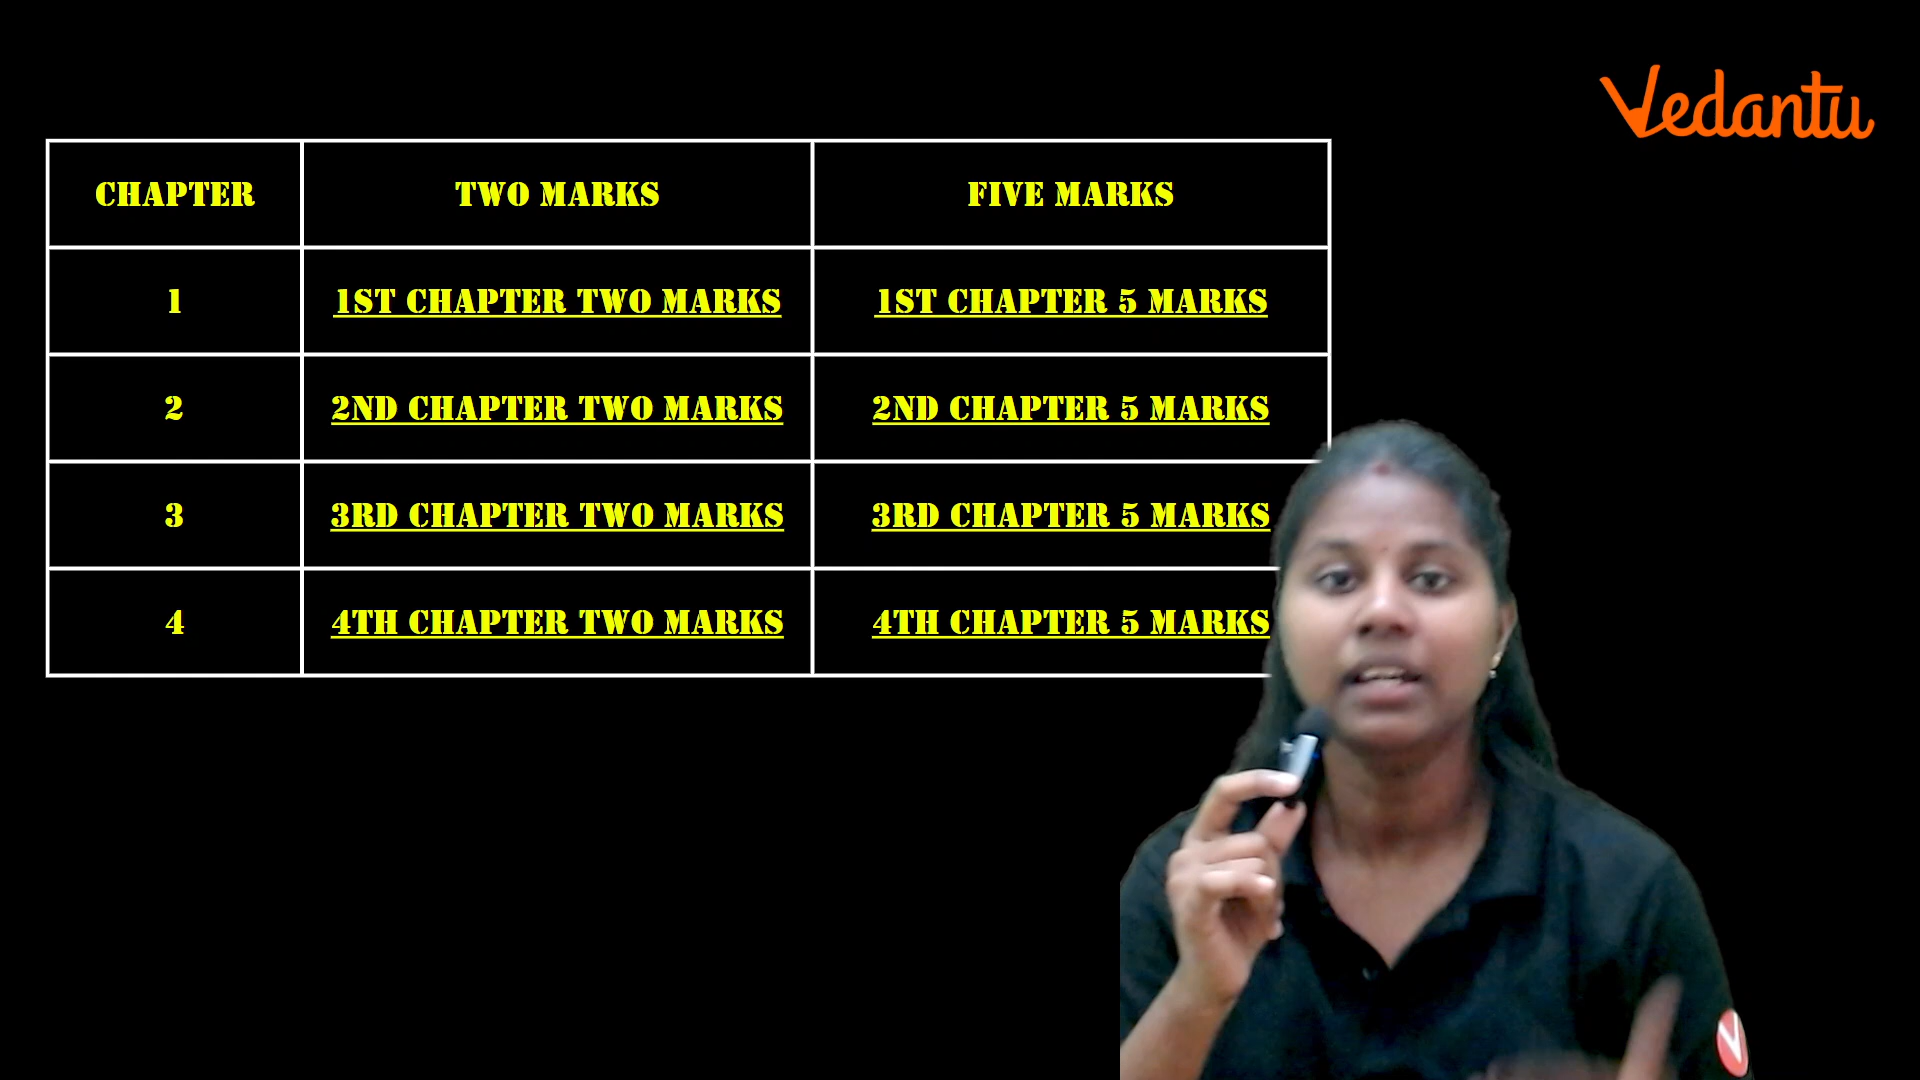 Vedantu
CHAPTER TWO MARKS FIVE MARKS
1 1ST CHAPTER TWO MARKS 1ST CHAPTER 5 MARKS
2 2ND CHAPTER TWO MARKS 2ND CHAPTER 5 MARKS
3 3RD CHAPTER TWO MARKS 3RD CHAPTER 5 MARKS
4 4TH CHAPTER TWO MARKS 4TH CHAPTER 5 MARKS
V